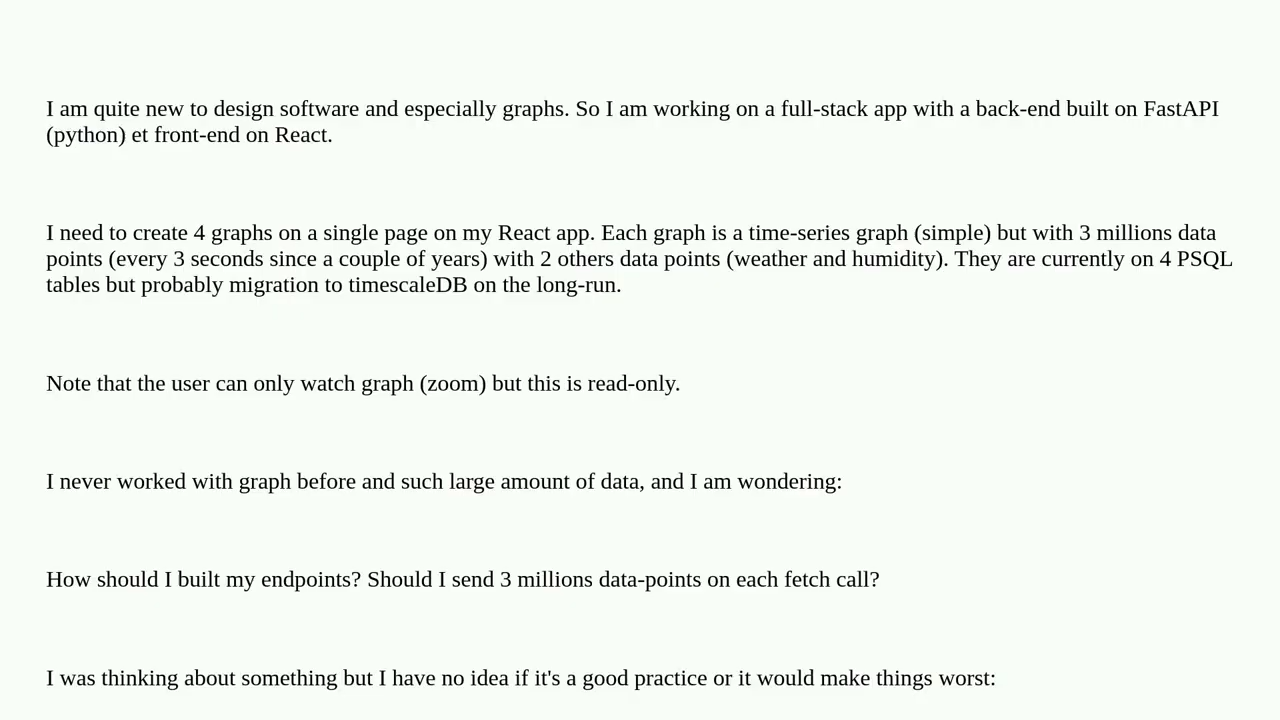 I am quite new to design software and especially graphs. So I am working on a full-stack app with a back-end built on FastAPI
(python) et front-end on React.
I need to create 4 graphs on a single page on my React app. Each graph is a time-series graph (simple) but with 3 millions data
points (every 3 seconds since a couple of years) with 2 others data points (weather and humidity). They are currently on 4 PSQL
tables but probably migration to timescaleDB on the long-run.
Note that the user can only watch graph (zoom) but this is read-only.
I never worked with graph before and such large amount of data, and I am wondering:
How should I built my endpoints? Should I send 3 millions data-points on each fetch call?
I was thinking about something but I have no idea if it's a good practice or it would make things worst: